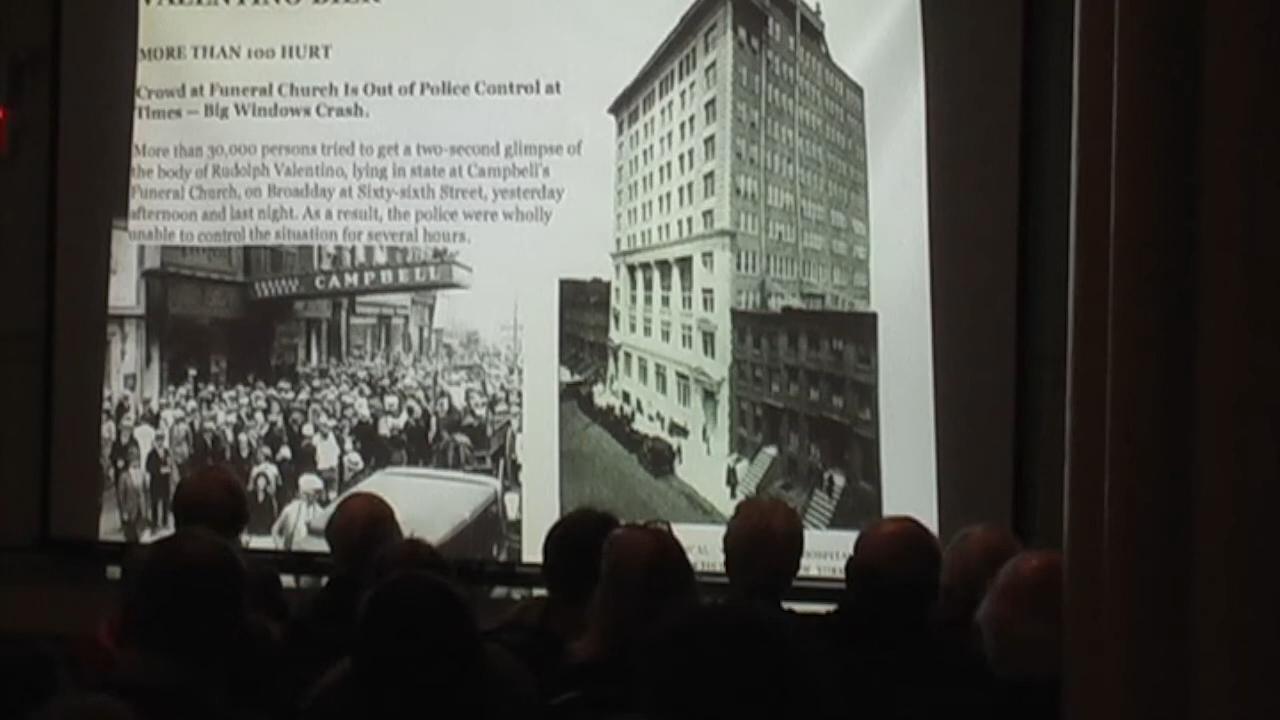 VALENTINO BIER
MORE THAN 100 HURT
Crowd at Funeral Church Is Out of Police Control at
Times — Big Windows Crash.
More than 30,000 persons tried to get a two-second glimpse of
the body of Rudolph Valentino, lying in state at Campbell's
Funeral Church, on Broadday at Sixty-sixth Street, yesterday
afternoon and last night. As a result, the police were wholly
unable to control the situation for several hours.
CAMPBELL